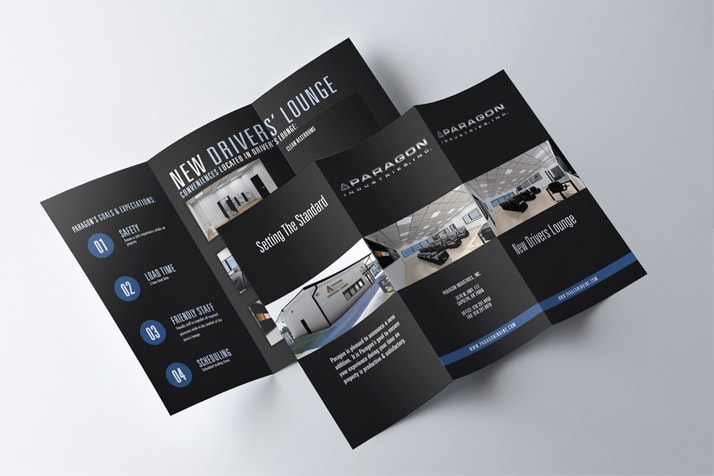 PARAGON'S GOALS & EXPECTATIONS.
01
SAFETY
02
LOAD TIME
03
FRIENDLY STAFF
04
SCHEDULING
NEW DRIVERS' LOUNGE
CONVENIENCES LOCATED IN DRIVER'S LOUNGE:
CLEAN RESTROOMS
Setting The Standard
Paragon is pleased to announce a new
addition. It is Paragon's goal to ensure
your experience during your time on
property is productive & satisfactory.
PARAGON
INDUSTRIES, INC.
PARAGON INDUSTRIES, INC.
WWW.PARAGONINDINC.COM
PARAGON
INDUSTRIES, INC.
New Drivers Lounge
WWW.PARAGONINDINC.COM